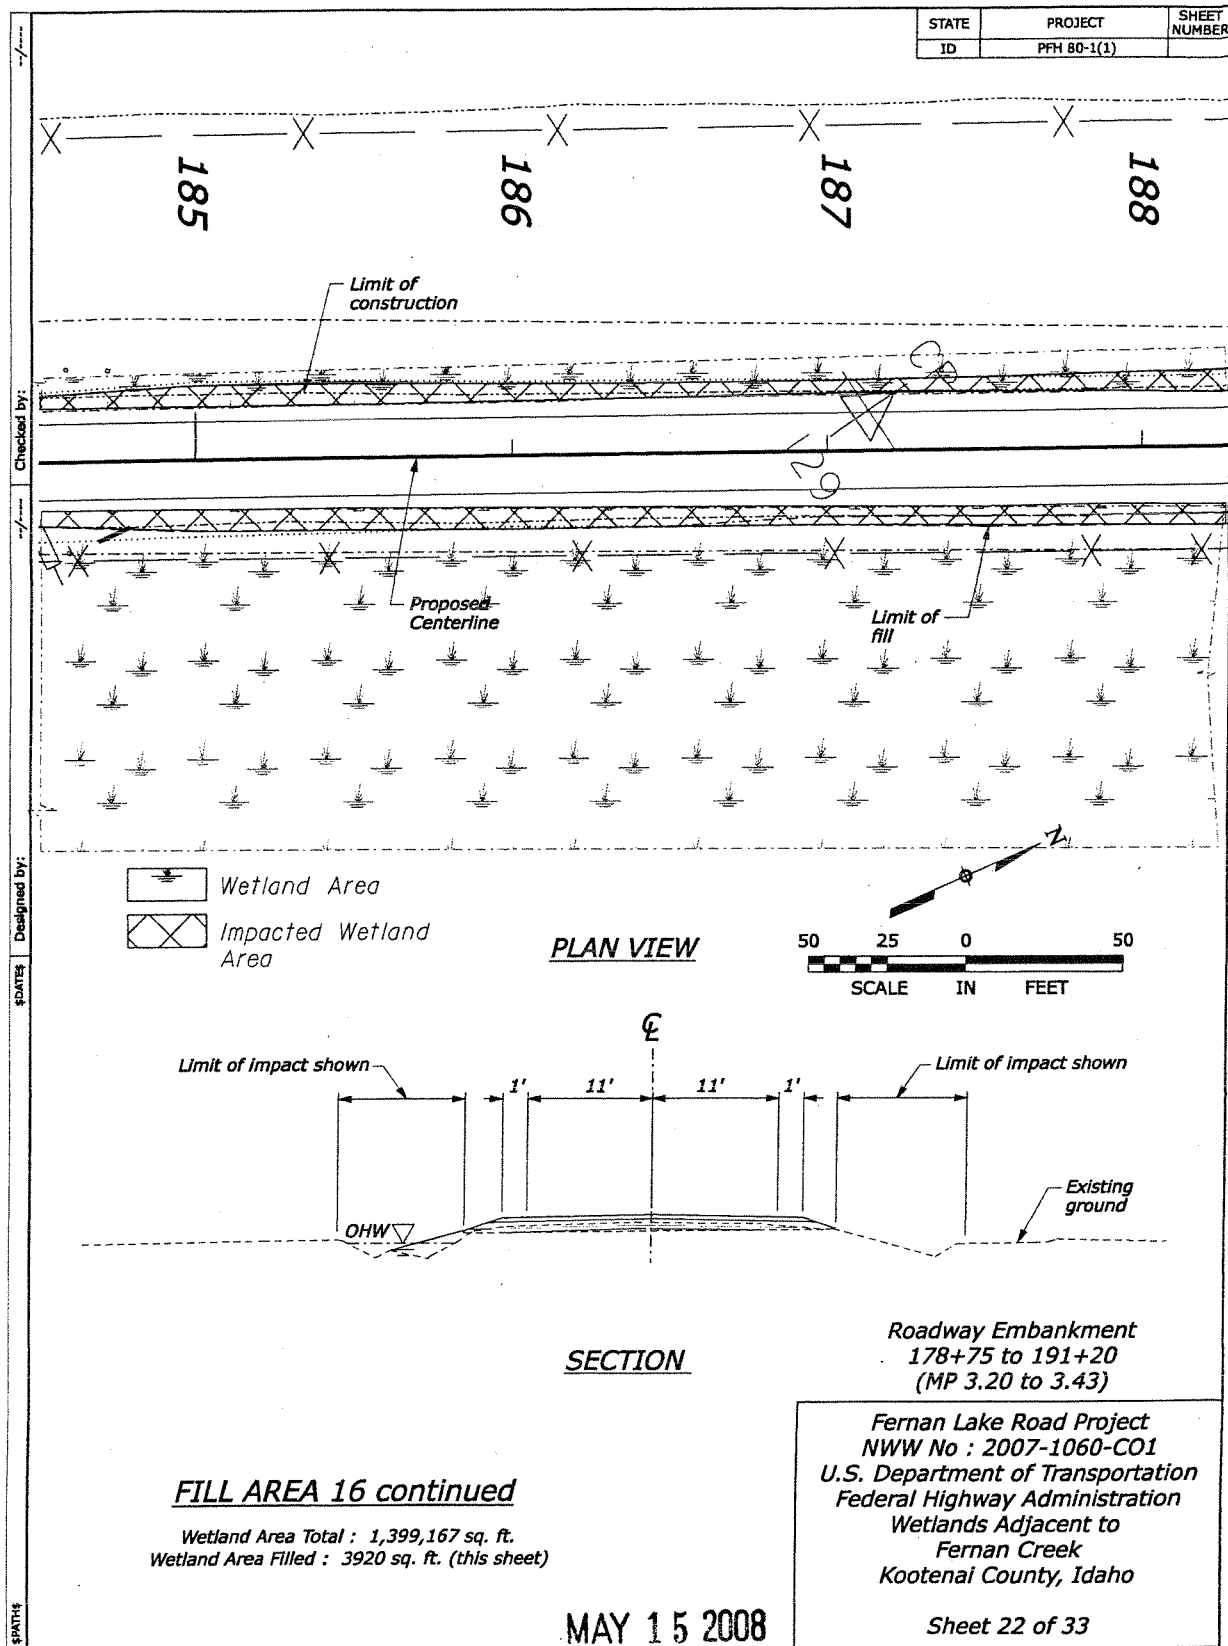 STATE PROJECT SHEET NUMBER
ID PFH 80-1(1)
185 186 187 188
Limit of
construction
Checked by:
--/----
--/----
Proposed
Centerline
Limit of
fill
Designed by:
$DATE$
$PATH$
Wetland Area
Impacted Wetland
Area
N
PLAN VIEW
50 25 0 50
SCALE IN FEET
℄
Limit of impact shown
1' 11' 11' 1'
Limit of impact shown
OHW
Existing
ground
SECTION
Roadway Embankment
178+75 to 191+20
(MP 3.20 to 3.43)
FILL AREA 16 continued
Wetland Area Total : 1,399,167 sq. ft.
Wetland Area Filled : 3920 sq. ft. (this sheet)
Fernan Lake Road Project
NWW No : 2007-1060-CO1
U.S. Department of Transportation
Federal Highway Administration
Wetlands Adjacent to
Fernan Creek
Kootenai County, Idaho
Sheet 22 of 33
MAY 15 2008